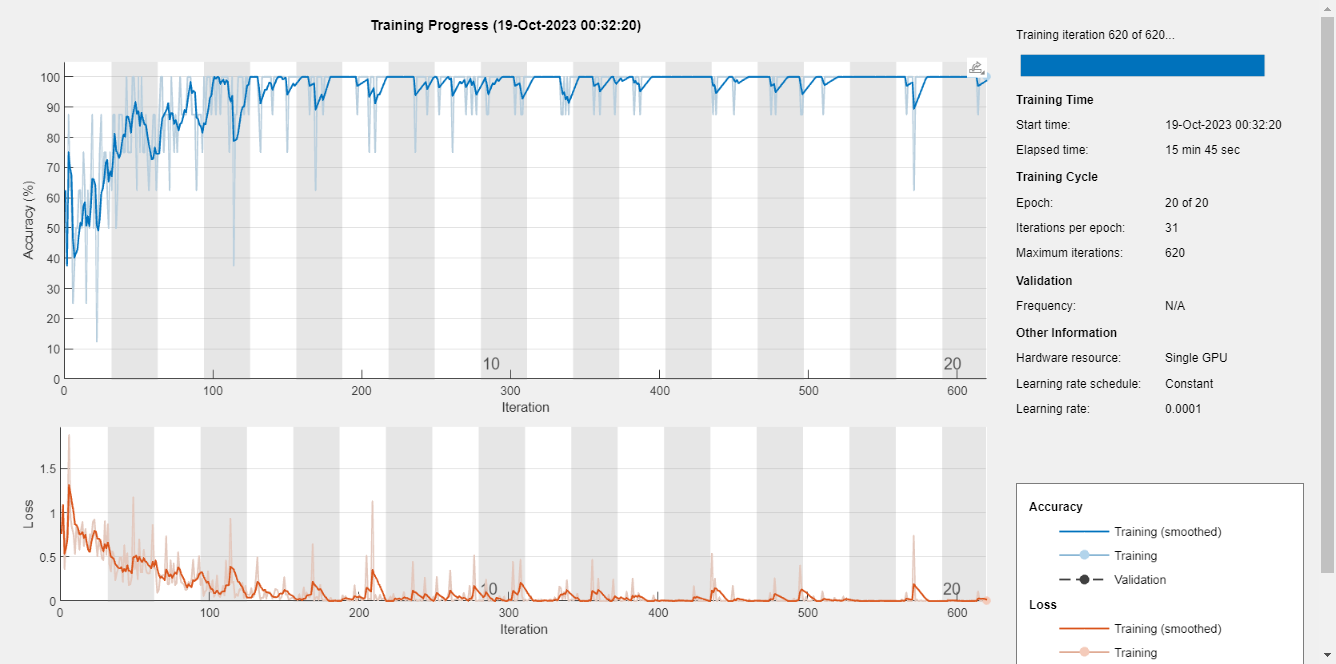 Training Progress (19-Oct-2023 00:32:20)
Accuracy (%)
100
90
80
70
60
50
40
30
20
10
0
10
20
0
100
200
300
400
500
600
Iteration
Loss
1.5
1
0.5
0
10
20
0
100
200
300
400
500
600
Iteration
Training iteration 620 of 620...
Training Time
Start time: 19-Oct-2023 00:32:20
Elapsed time: 15 min 45 sec
Training Cycle
Epoch: 20 of 20
Iterations per epoch: 31
Maximum iterations: 620
Validation
Frequency: N/A
Other Information
Hardware resource: Single GPU
Learning rate schedule: Constant
Learning rate: 0.0001
Accuracy
Training (smoothed)
Training
Validation
Loss
Training (smoothed)
Training